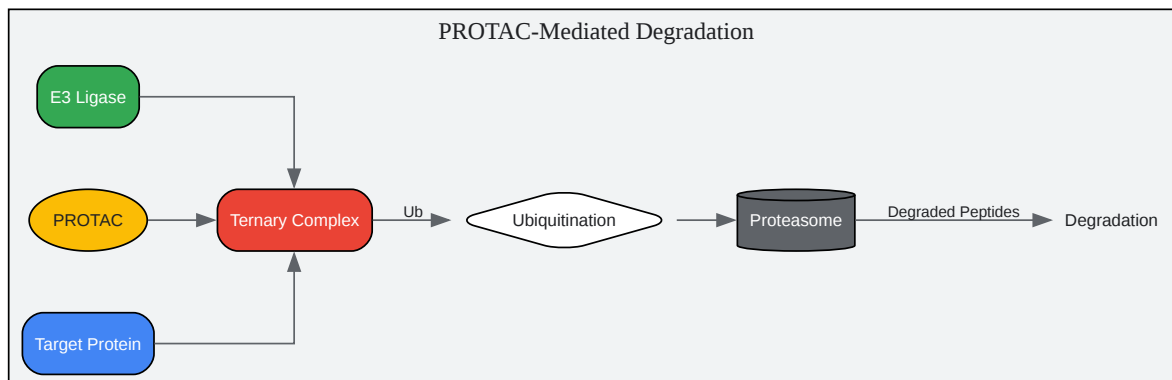 PROTAC-Mediated Degradation
E3 Ligase
PROTAC
Ternary Complex
Ub
Ubiquitination
Proteasome
Degraded Peptides
Degradation
Target Protein